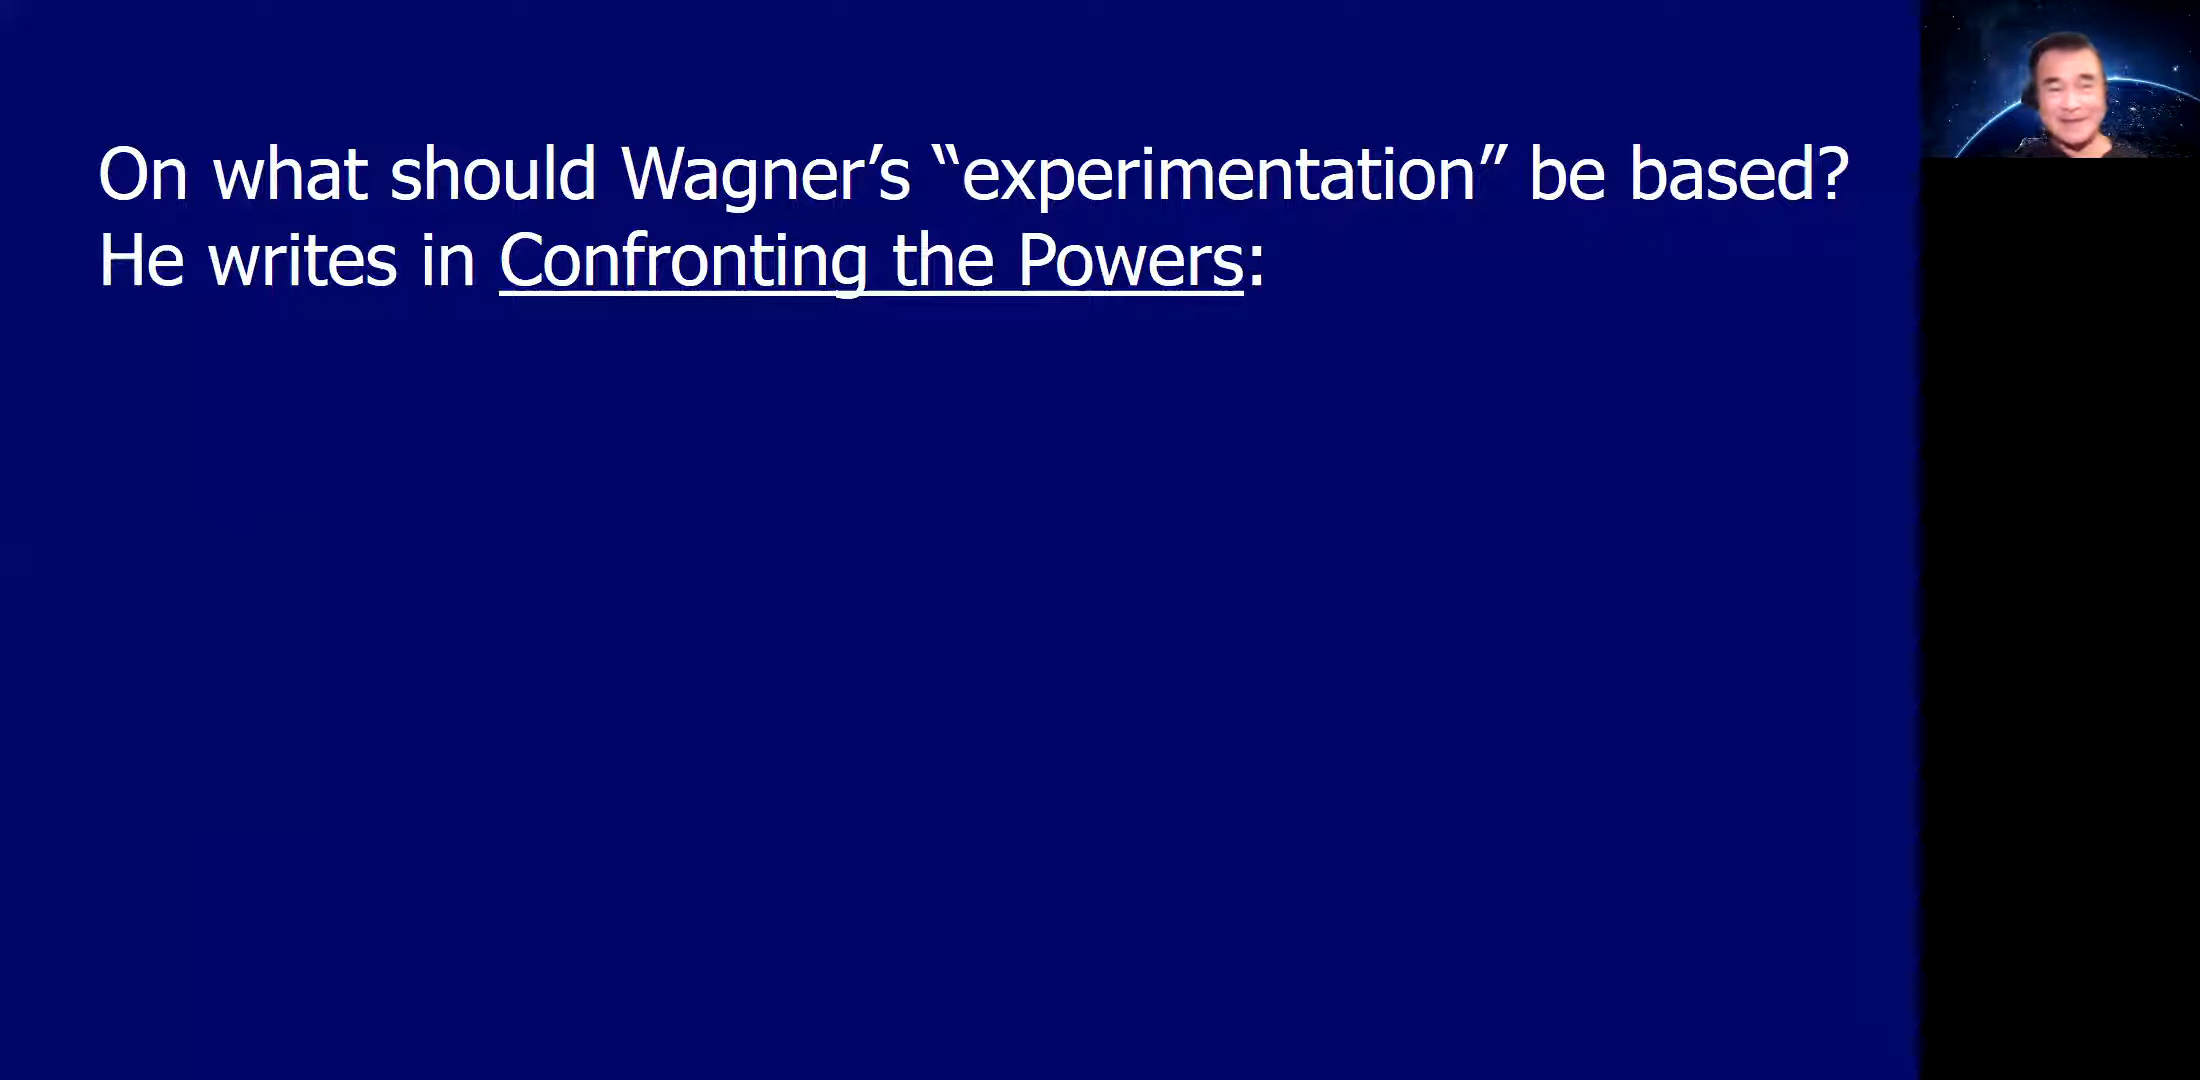 On what should Wagner’s “experimentation” be based?
He writes in Confronting the Powers: